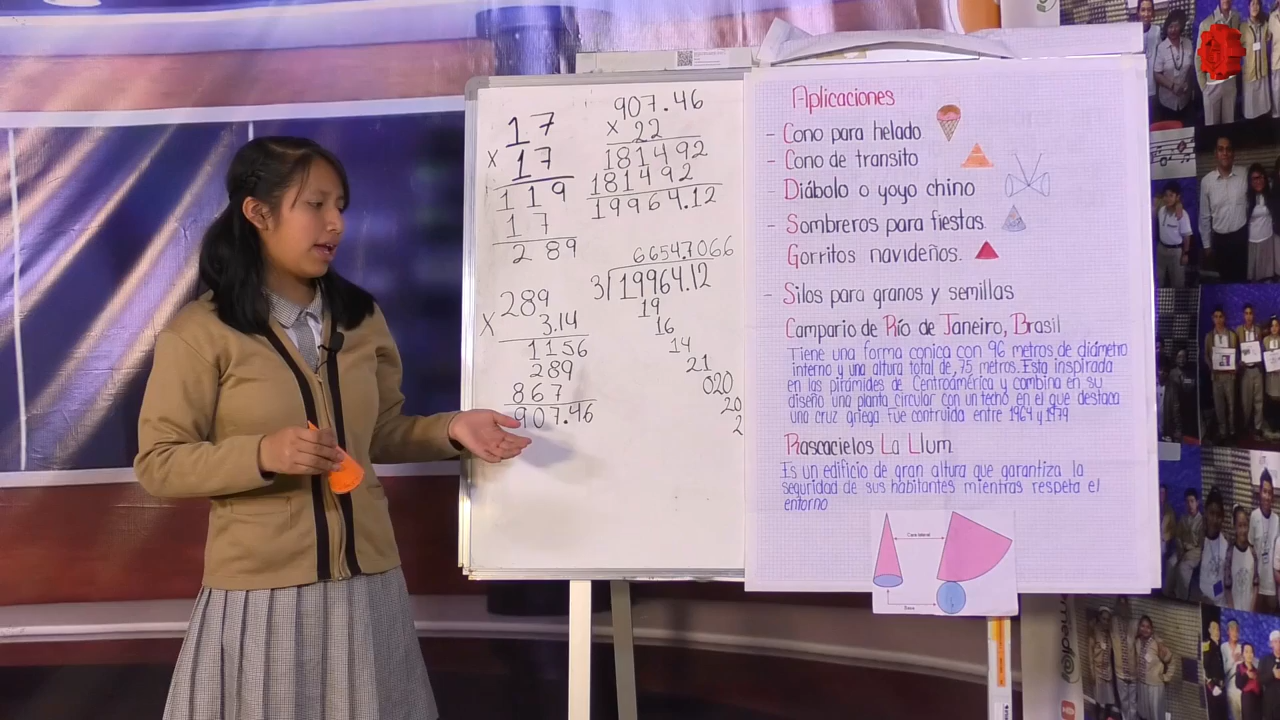 17
x 17
119
17
289
289
x 3.14
1156
289
867
907.46
907.46
x 22
181492
181492
19964.12
66547.066
3 19964.12
19
16
14
21
020
20
2
Aplicaciones
- Cono para helado
- Cono de transito
- Diábolo o yoyo chino
- Sombreros para fiestas
Gorritos navideños.
- Silos para granos y semillas
Campario de Río de Janeiro, Brasil
Tiene una forma conica con 96 metros de diámetro
interno y una altura total de 75 metros. Esta inspirada
en las pirámides de Centroamérica y combina en su
diseño una planta circular con un techo en el que destaca
una cruz griega. Fue contruida entre 1964 y 1979
Rascacielos La Llum
Es un edificio de gran altura que garantiza la
seguridad de sus habitantes mientras respeta el
entorno
Cara lateral
Bases